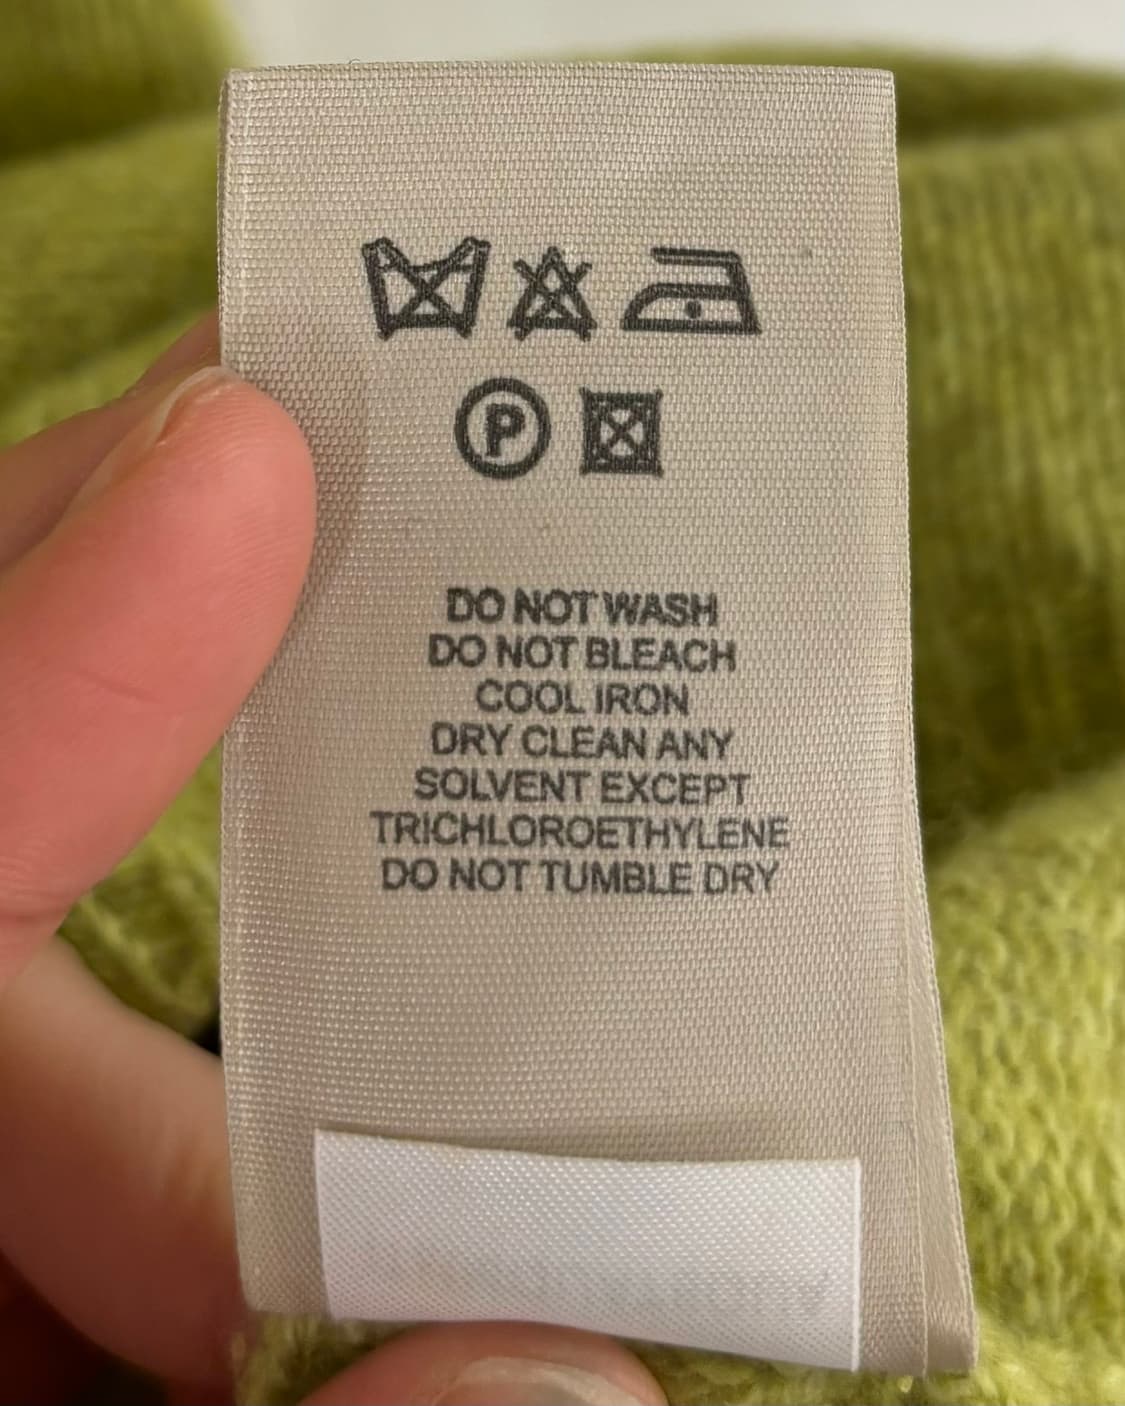 P
DO NOT WASH
DO NOT BLEACH
COOL IRON
DRY CLEAN ANY
SOLVENT EXCEPT
TRICHLOROETHYLENE
DO NOT TUMBLE DRY